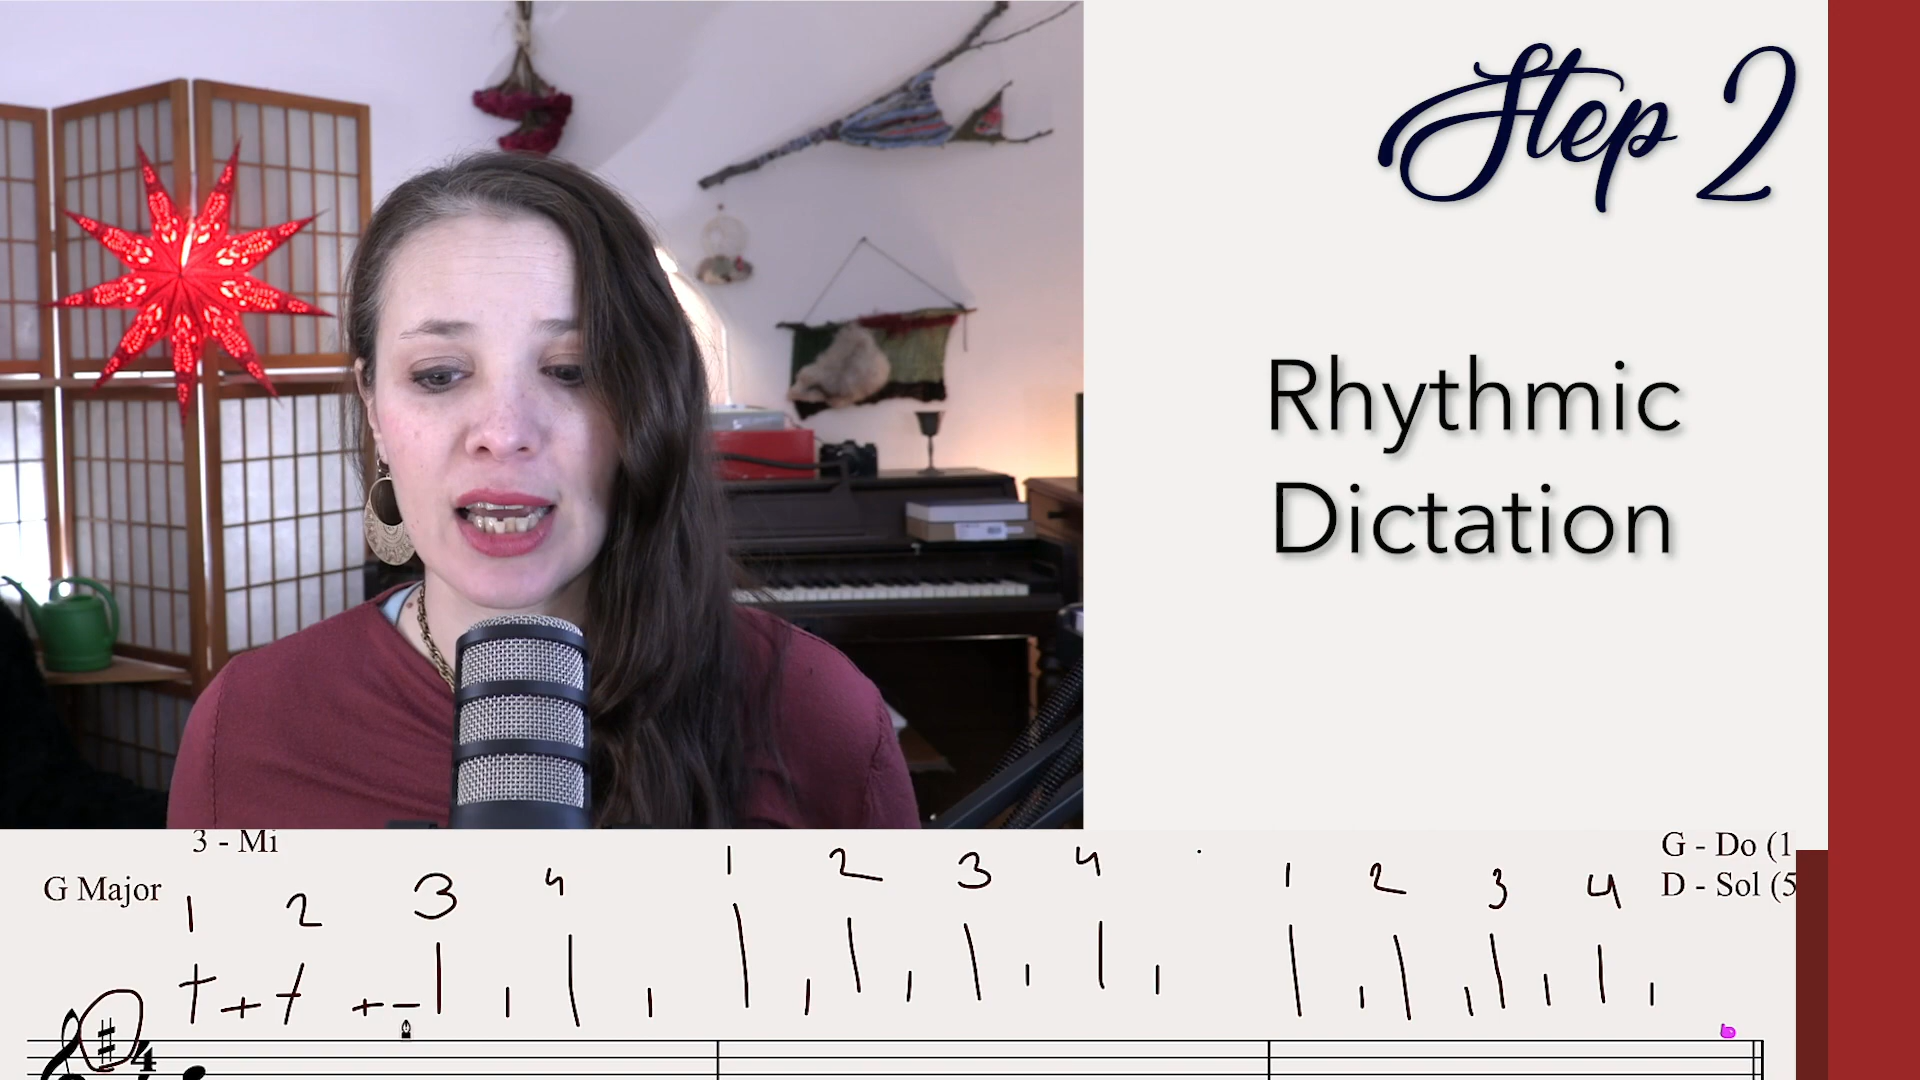 Step 2
Rhythmic
Dictation
3 - Mi
G - Do (1
G Major
D - Sol (5
1 2 3 4 1 2 3 4 1 2 3 4
4